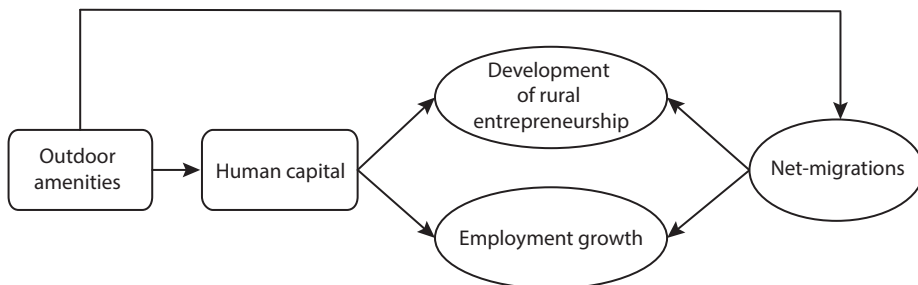 Outdoor
amenities
Human capital
Development
of rural
entrepreneurship
Employment growth
Net-migrations